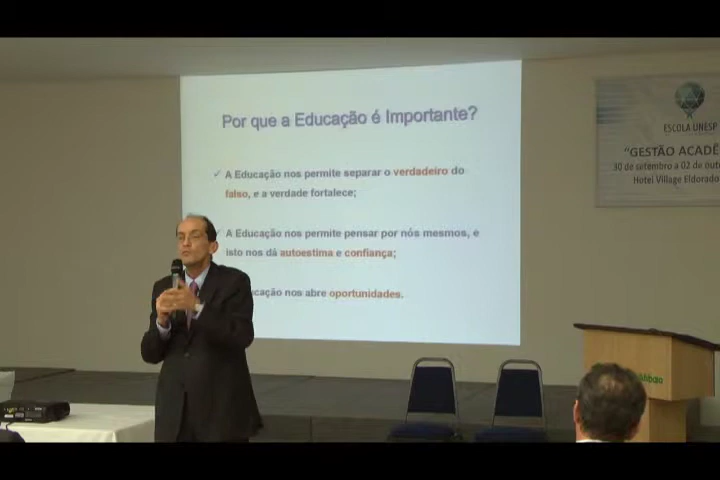 Por que a Educação é Importante?
A Educação nos permite separar o verdadeiro do
falso, e a verdade fortalece;
A Educação nos permite pensar por nós mesmos, e
isto nos dá autoestima e confiança;
cação nos abre oportunidades.
ESCOLA UNESP
“GESTÃO ACADÊ
30 de setembro a 02 de out
Hotel Village Eldorado